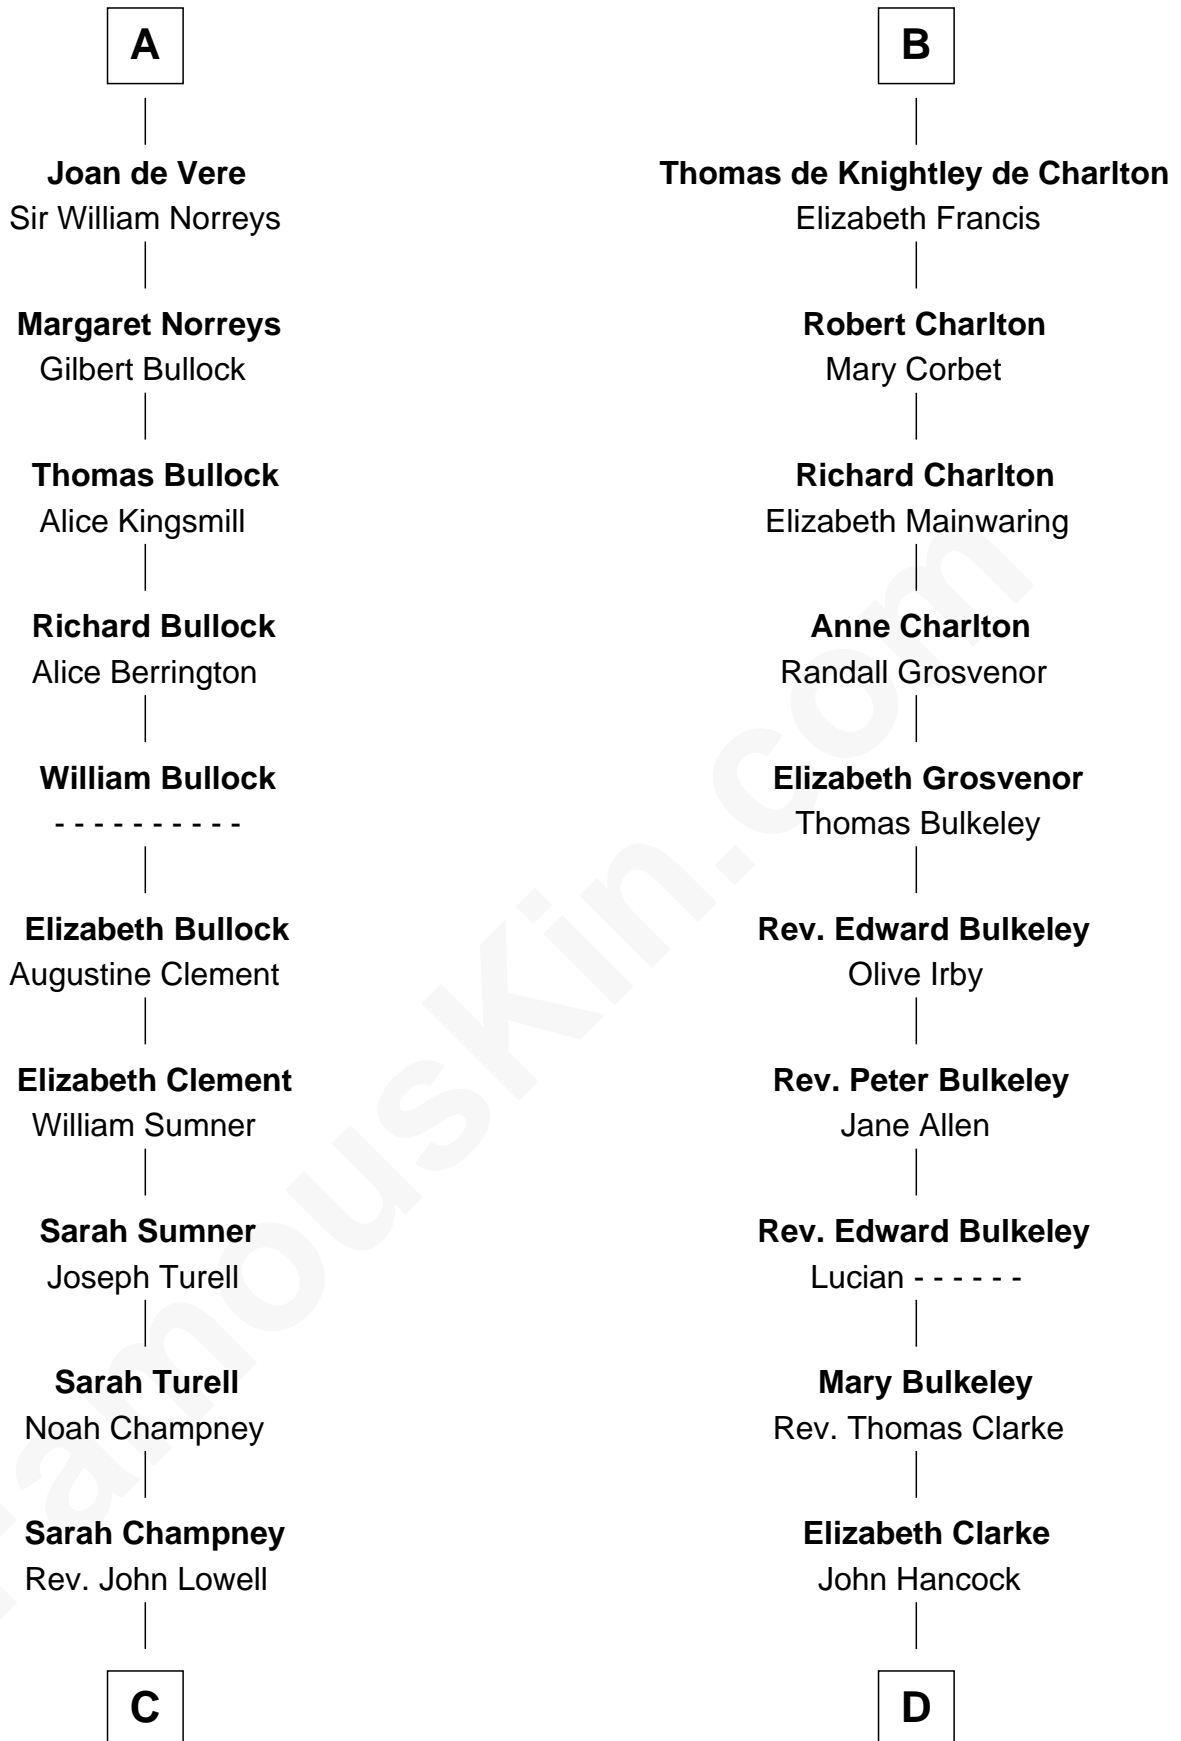 A
Joan de Vere
Sir William Norreys
Margaret Norreys
Gilbert Bullock
Thomas Bullock
Alice Kingsmill
Richard Bullock
Alice Berrington
William Bullock
- - - - - - - - - -
Elizabeth Bullock
Augustine Clement
Elizabeth Clement
William Sumner
Sarah Sumner
Joseph Turell
Sarah Turell
Noah Champney
Sarah Champney
Rev. John Lowell
C
B
Thomas de Knightley de Charlton
Elizabeth Francis
Robert Charlton
Mary Corbet
Richard Charlton
Elizabeth Mainwaring
Anne Charlton
Randall Grosvenor
Elizabeth Grosvenor
Thomas Bulkeley
Rev. Edward Bulkeley
Olive Irby
Rev. Peter Bulkeley
Jane Allen
Rev. Edward Bulkeley
Lucian - - - - - -
Mary Bulkeley
Rev. Thomas Clarke
Elizabeth Clarke
John Hancock
D
FamousKin.com